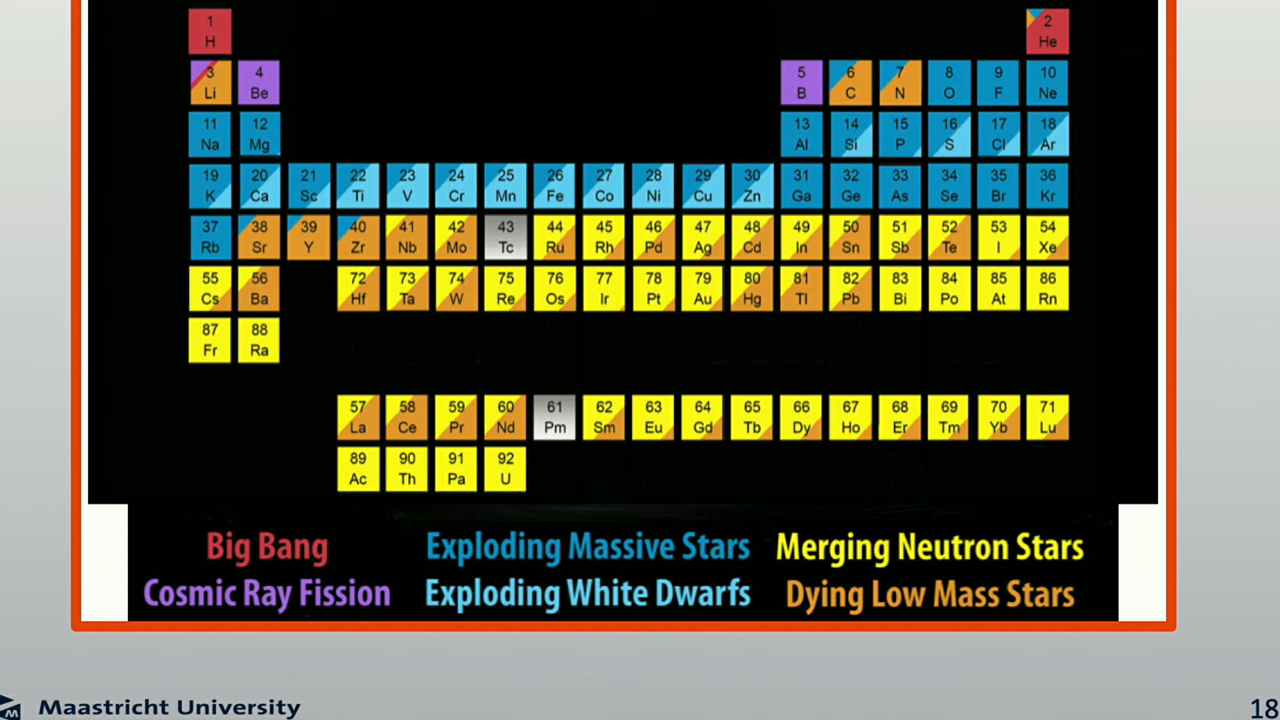 1 2
H He
3 4 5 6 7 8 9 10
Li Be B C N O F Ne
11 12 13 14 15 16 17 18
Na Mg Al Si P S Cl Ar
19 20 21 22 23 24 25 26 27 28 29 30 31 32 33 34 35 36
K Ca Sc Ti V Cr Mn Fe Co Ni Cu Zn Ga Ge As Se Br Kr
37 38 39 40 41 42 43 44 45 46 47 48 49 50 51 52 53 54
Rb Sr Y Zr Nb Mo Tc Ru Rh Pd Ag Cd In Sn Sb Te I Xe
55 56 72 73 74 75 76 77 78 79 80 81 82 83 84 85 86
Cs Ba Hf Ta W Re Os Ir Pt Au Hg Tl Pb Bi Po At Rn
87 88
Fr Ra
57 58 59 60 61 62 63 64 65 66 67 68 69 70 71
La Ce Pr Nd Pm Sm Eu Gd Tb Dy Ho Er Tm Yb Lu
89 90 91 92
Ac Th Pa U
Big Bang Exploding Massive Stars Merging Neutron Stars
Cosmic Ray Fission Exploding White Dwarfs Dying Low Mass Stars
Maastricht University 18